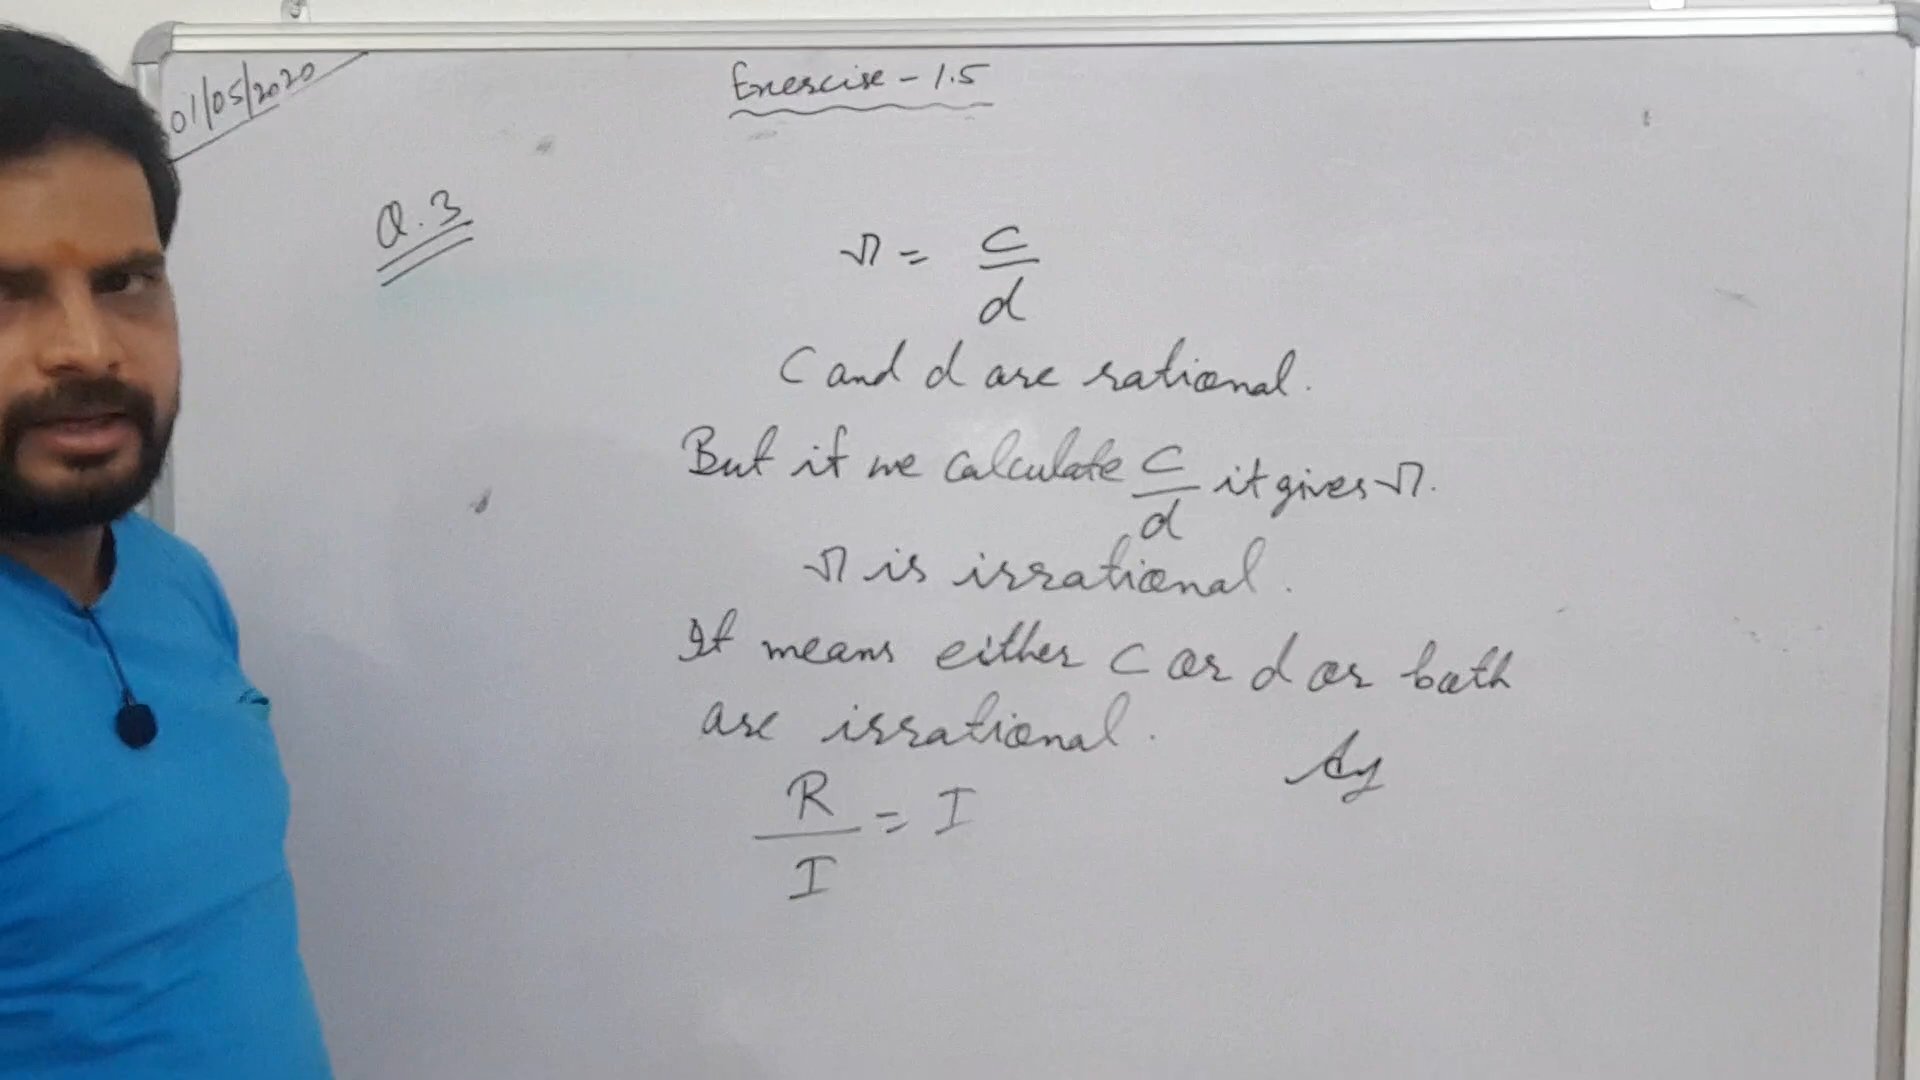 01/05/2020
Exercise - 1.5
Q.3
π = c/d
C and d are rational.
But if we calculate c/d it gives π.
π is irrational.
It means either c or d or both
are irrational.
R/I = I